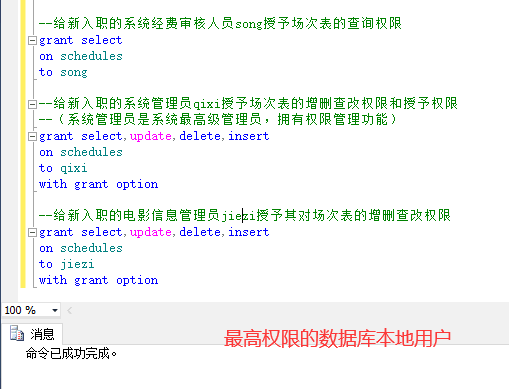 --给新入职的系统经费审核人员song授予场次表的查询权限
grant select
on schedules
to song
--给新入职的系统管理员qixi授予场次表的增删查改权限和授予权限
--（系统管理员是系统最高级管理员，拥有权限管理功能）
grant select,update,delete,insert
on schedules
to qixi
with grant option
--给新入职的电影信息管理员jiezi授予其对场次表的增删查改权限
grant select,update,delete,insert
on schedules
to jiezi
with grant option
100 %
消息
最高权限的数据库本地用户
命令已成功完成。